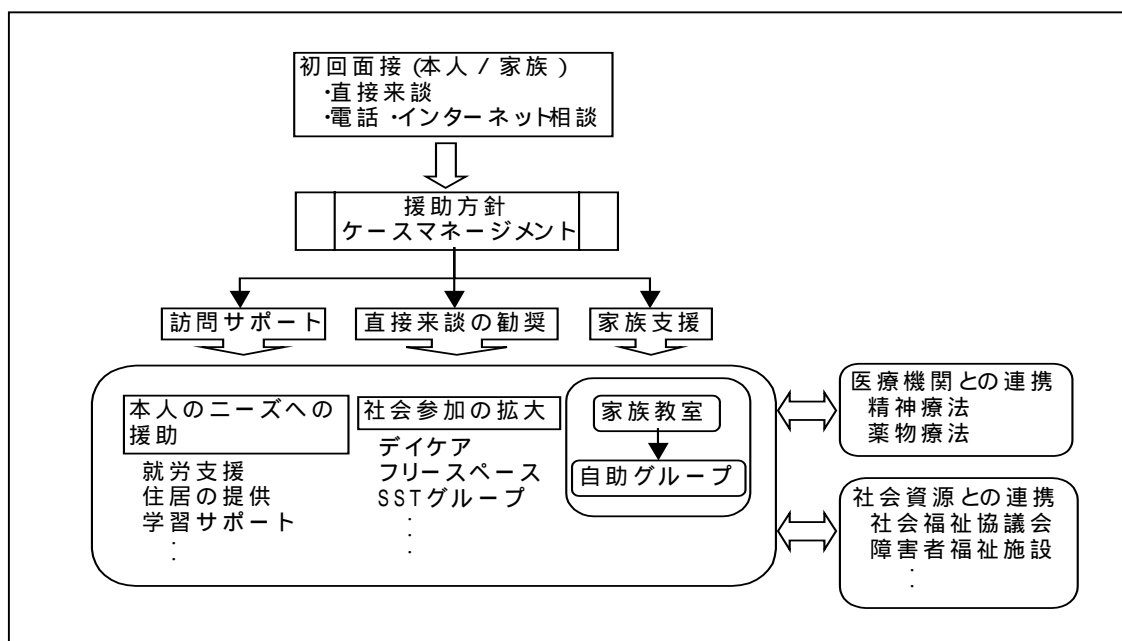 初回面接(本人/家族)
・直接来談
・電話・インターネット相談
援助方針
ケースマネージメント
訪問サポート
直接来談の勧奨
家族支援
本人のニーズへの
援助
就労支援
住居の提供
学習サポート
:
社会参加の拡大
デイケア
フリースペース
SSTグループ
:
家族教室
自助グループ
医療機関との連携
精神療法
薬物療法
社会資源との連携
社会福祉協議会
障害者福祉施設
: